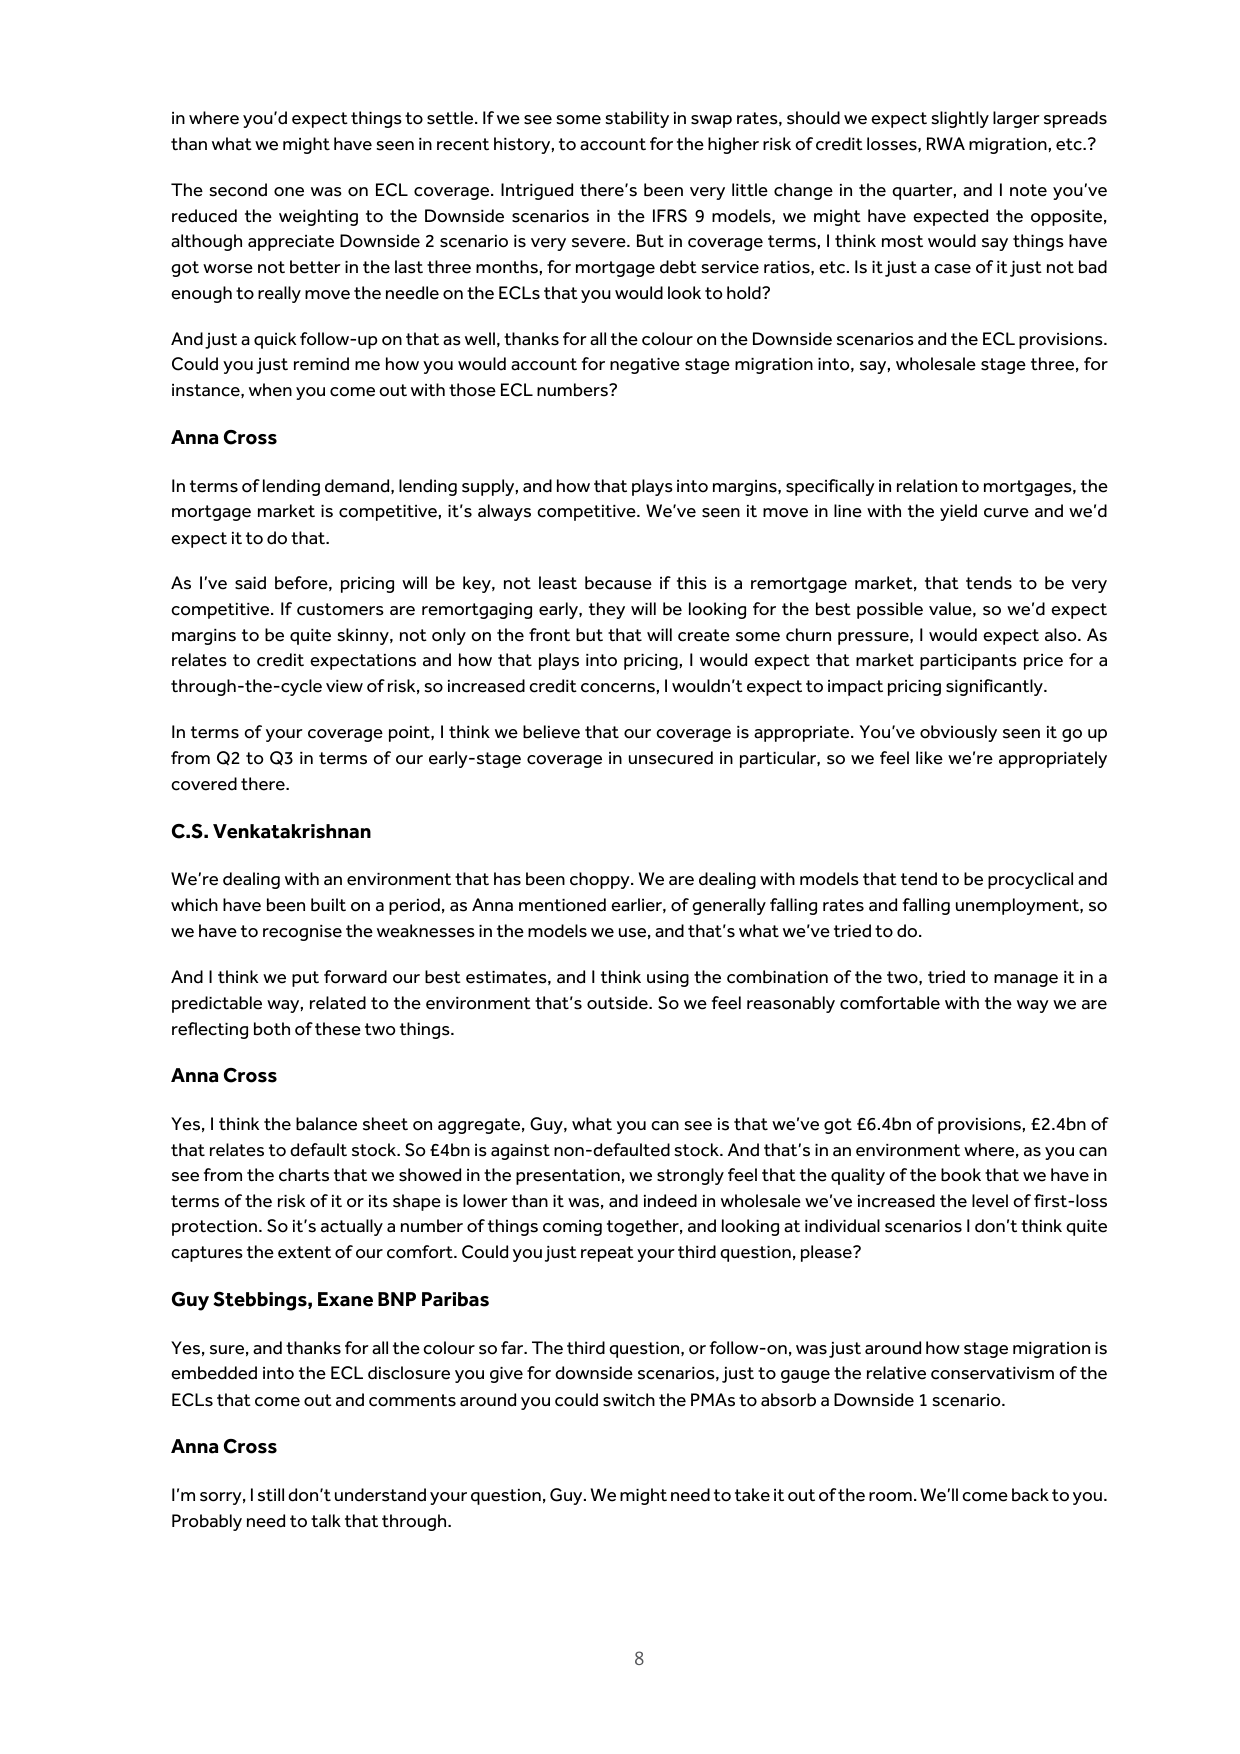 in where you’d expect things to settle. If we see some stability in swap rates, should we expect slightly larger spreads
than what we might have seen in recent history, to account for the higher risk of credit losses, RWA migration, etc.?
The second one was on ECL coverage. Intrigued there’s been very little change in the quarter, and I note you’ve
reduced the weighting to the Downside scenarios in the IFRS 9 models, we might have expected the opposite,
although appreciate Downside 2 scenario is very severe. But in coverage terms, I think most would say things have
got worse not better in the last three months, for mortgage debt service ratios, etc. Is it just a case of it just not bad
enough to really move the needle on the ECLs that you would look to hold?
And just a quick follow-up on that as well, thanks for all the colour on the Downside scenarios and the ECL provisions.
Could you just remind me how you would account for negative stage migration into, say, wholesale stage three, for
instance, when you come out with those ECL numbers?
Anna Cross
In terms of lending demand, lending supply, and how that plays into margins, specifically in relation to mortgages, the
mortgage market is competitive, it’s always competitive. We’ve seen it move in line with the yield curve and we’d
expect it to do that.
As I’ve said before, pricing will be key, not least because if this is a remortgage market, that tends to be very
competitive. If customers are remortgaging early, they will be looking for the best possible value, so we’d expect
margins to be quite skinny, not only on the front but that will create some churn pressure, I would expect also. As
relates to credit expectations and how that plays into pricing, I would expect that market participants price for a
through-the-cycle view of risk, so increased credit concerns, I wouldn’t expect to impact pricing significantly.
In terms of your coverage point, I think we believe that our coverage is appropriate. You’ve obviously seen it go up
from Q2 to Q3 in terms of our early-stage coverage in unsecured in particular, so we feel like we’re appropriately
covered there.
C.S. Venkatakrishnan
We’re dealing with an environment that has been choppy. We are dealing with models that tend to be procyclical and
which have been built on a period, as Anna mentioned earlier, of generally falling rates and falling unemployment, so
we have to recognise the weaknesses in the models we use, and that’s what we’ve tried to do.
And I think we put forward our best estimates, and I think using the combination of the two, tried to manage it in a
predictable way, related to the environment that’s outside. So we feel reasonably comfortable with the way we are
reflecting both of these two things.
Anna Cross
Yes, I think the balance sheet on aggregate, Guy, what you can see is that we’ve got £6.4bn of provisions, £2.4bn of
that relates to default stock. So £4bn is against non-defaulted stock. And that’s in an environment where, as you can
see from the charts that we showed in the presentation, we strongly feel that the quality of the book that we have in
terms of the risk of it or its shape is lower than it was, and indeed in wholesale we’ve increased the level of first-loss
protection. So it’s actually a number of things coming together, and looking at individual scenarios I don’t think quite
captures the extent of our comfort. Could you just repeat your third question, please?
Guy Stebbings, Exane BNP Paribas
Yes, sure, and thanks for all the colour so far. The third question, or follow-on, was just around how stage migration is
embedded into the ECL disclosure you give for downside scenarios, just to gauge the relative conservativism of the
ECLs that come out and comments around you could switch the PMAs to absorb a Downside 1 scenario.
Anna Cross
I’m sorry, I still don’t understand your question, Guy. We might need to take it out of the room. We’ll come back to you.
Probably need to talk that through.
8